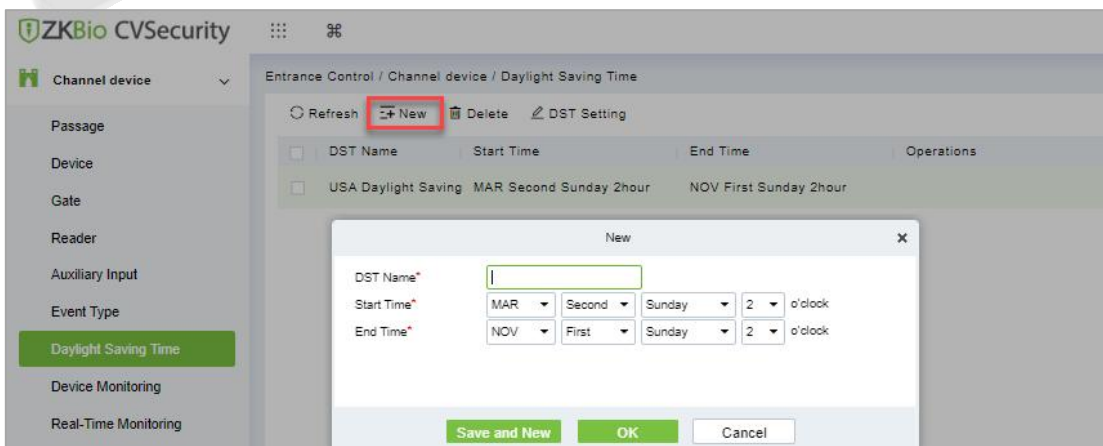 ZKBio CVSecurity
Channel device
Entrance Control / Channel device / Daylight Saving Time
Refresh New Delete DST Setting
DST Name Start Time End Time Operations
USA Daylight Saving MAR Second Sunday 2hour NOV First Sunday 2hour
Passage
Device
Gate
Reader
Auxiliary Input
Event Type
Daylight Saving Time
Device Monitoring
Real-Time Monitoring
New
DST Name*
Start Time* MAR Second Sunday 2 o'clock
End Time* NOV First Sunday 2 o'clock
Save and New OK Cancel